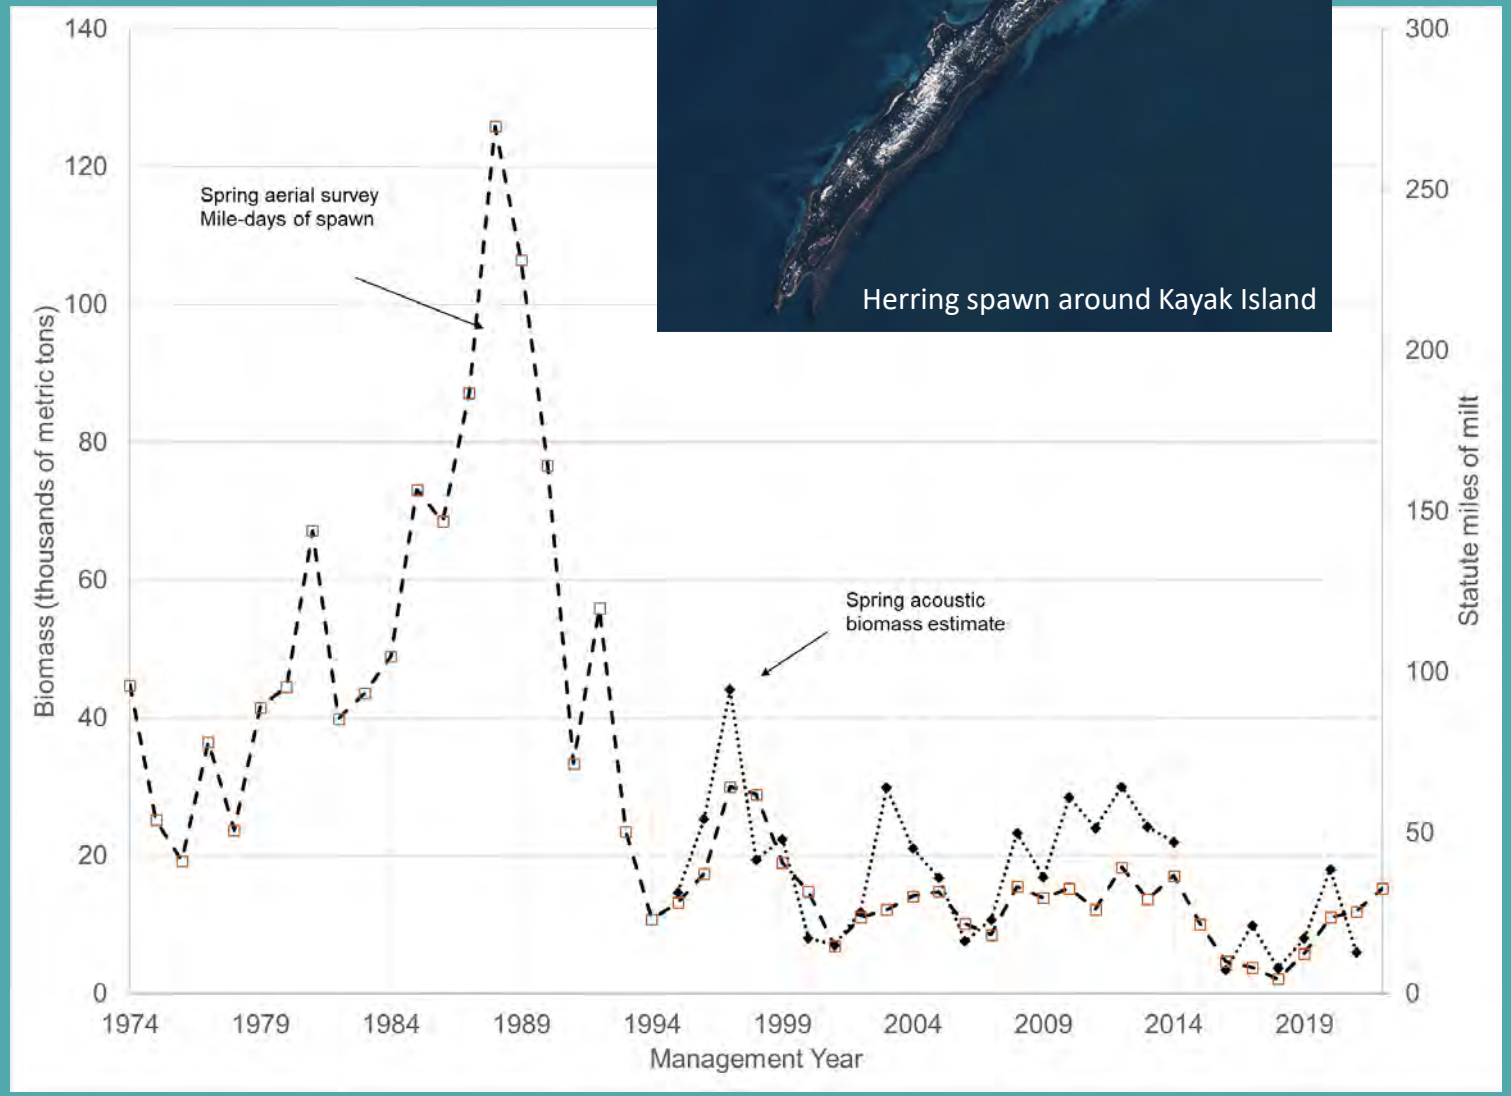 140
120
100
80
60
40
20
0
Biomass (thousands of metric tons)
300
250
200
150
100
50
0
Statute miles of milt
Herring spawn around Kayak Island
Spring aerial survey
Mile-days of spawn
Spring acoustic
biomass estimate
1974 1979 1984 1989 1994 1999 2004 2009 2014 2019
Management Year